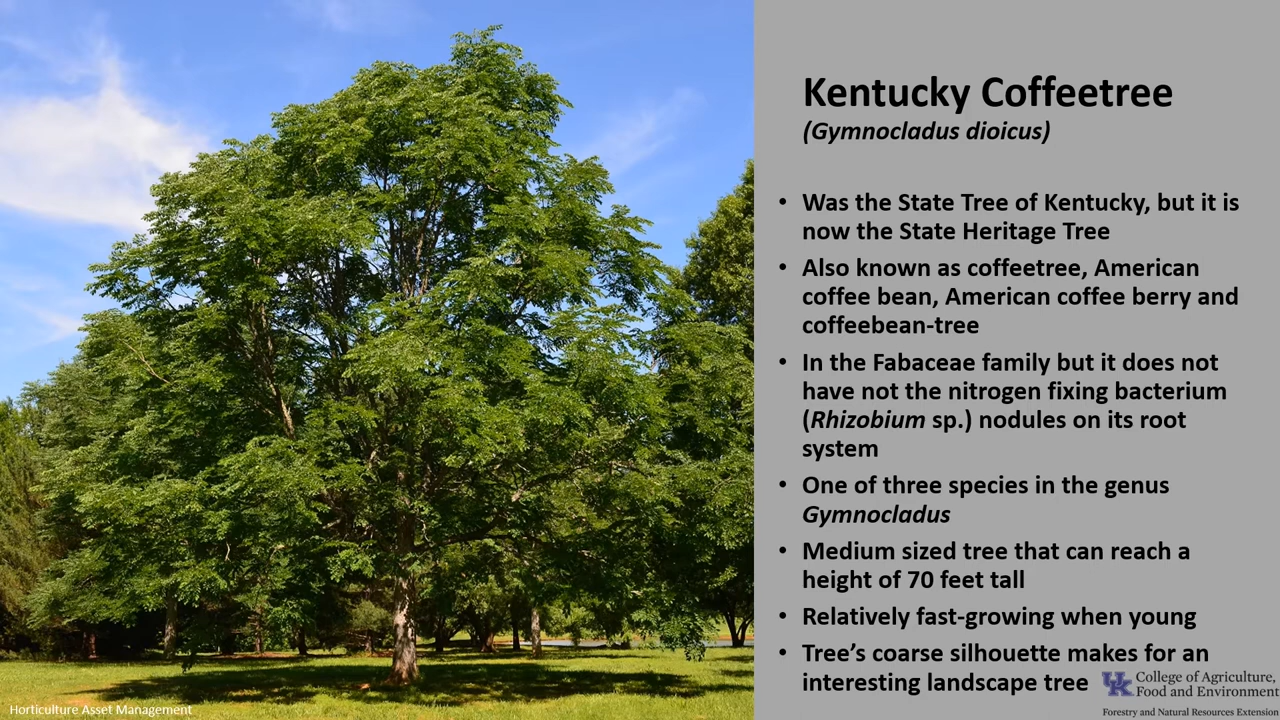 Kentucky Coffeetree
(Gymnocladus dioicus)
• Was the State Tree of Kentucky, but it is
now the State Heritage Tree
• Also known as coffeetree, American
coffee bean, American coffee berry and
coffeebean-tree
• In the Fabaceae family but it does not
have not the nitrogen fixing bacterium
(Rhizobium sp.) nodules on its root
system
• One of three species in the genus
Gymnocladus
• Medium sized tree that can reach a
height of 70 feet tall
• Relatively fast-growing when young
• Tree’s coarse silhouette makes for an
interesting landscape tree
UK College of Agriculture,
Food and Environment
Forestry and Natural Resources Extension
Horticulture Asset Management